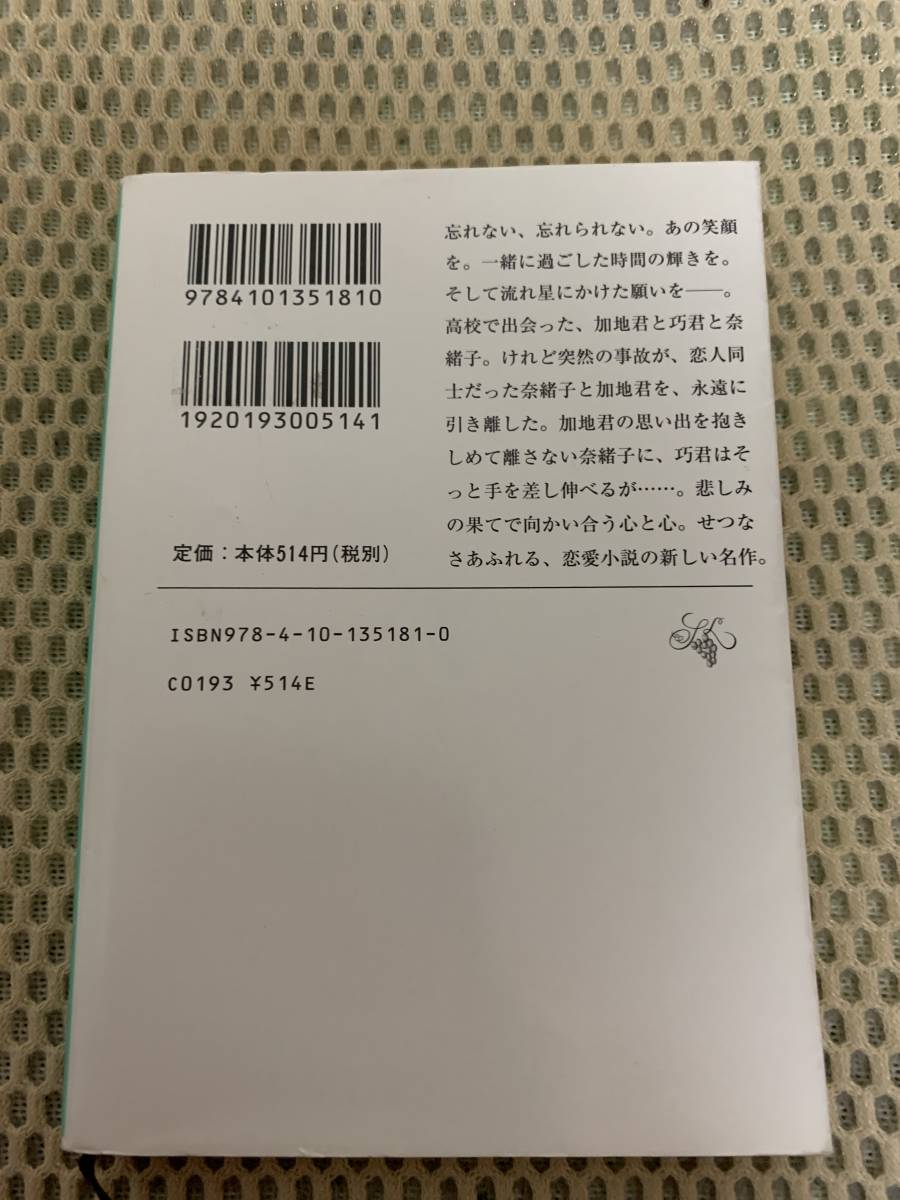 9784101351810
1920193005141
定価：本体514円（税別）
忘れない、忘れられない。あの笑顔
を。一緒に過ごした時間の輝きを。
そして流れ星にかけた願いを――。
高校で出会った、加地君と巧君と奈
緒子。けれど突然の事故が、恋人同
士だった奈緒子と加地君を、永遠に
引き離した。加地君の思い出を抱き
しめて離さない奈緒子に、巧君はそ
っと手を差し伸べるが……。悲しみ
の果てで向かい合う心と心。せつな
さあふれる、恋愛小説の新しい名作。
ISBN978-4-10-135181-0
C0193 ¥514E